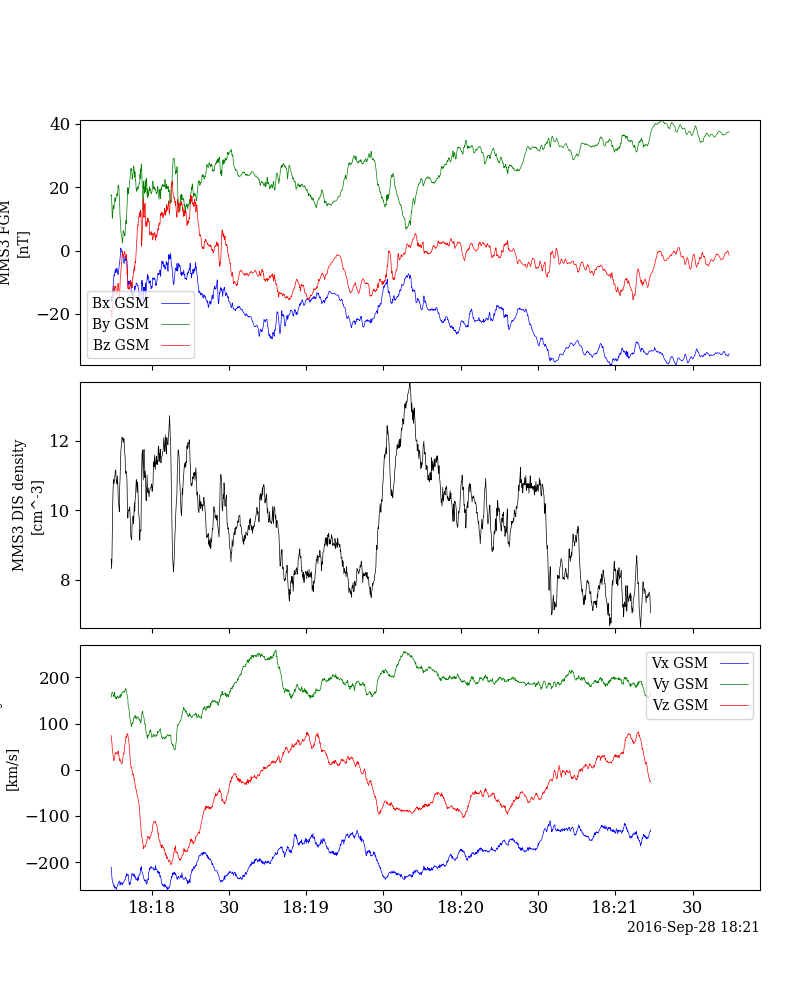 40
20
0
−20
MMS3 FGM
[nT]
Bx GSM
By GSM
Bz GSM
12
10
8
MMS3 DIS density
[cm^-3]
200
100
0
−100
−200
[km/s]
Vx GSM
Vy GSM
Vz GSM
18:18 30 18:19 30 18:20 30 18:21 30
2016-Sep-28 18:21